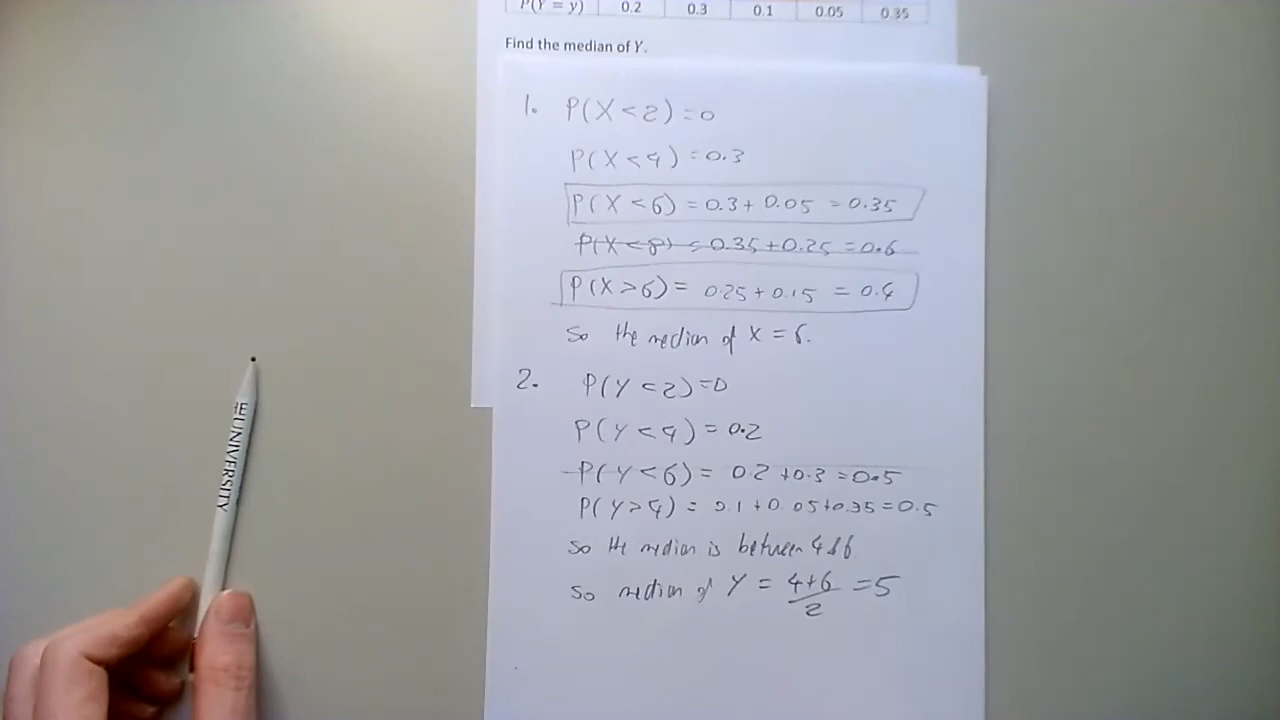 P(Y = y) 0.2 0.3 0.1 0.05 0.35
Find the median of Y.
1. P(X < 2) = 0
P(X < 4) = 0.3
P(X < 6) = 0.3 + 0.05 = 0.35
P(X < 8) = 0.35 + 0.25 = 0.6
P(X > 6) = 0.25 + 0.15 = 0.4
So the median of X = 6.
2. P(Y < 2) = 0
P(Y < 4) = 0.2
P(Y < 6) = 0.2 + 0.3 = 0.5
P(Y > 4) = 0.1 + 0.05 + 0.35 = 0.5
So the median is between 4 & 6
So median of Y = 4+6/2 = 5
HE UNIVERSITY